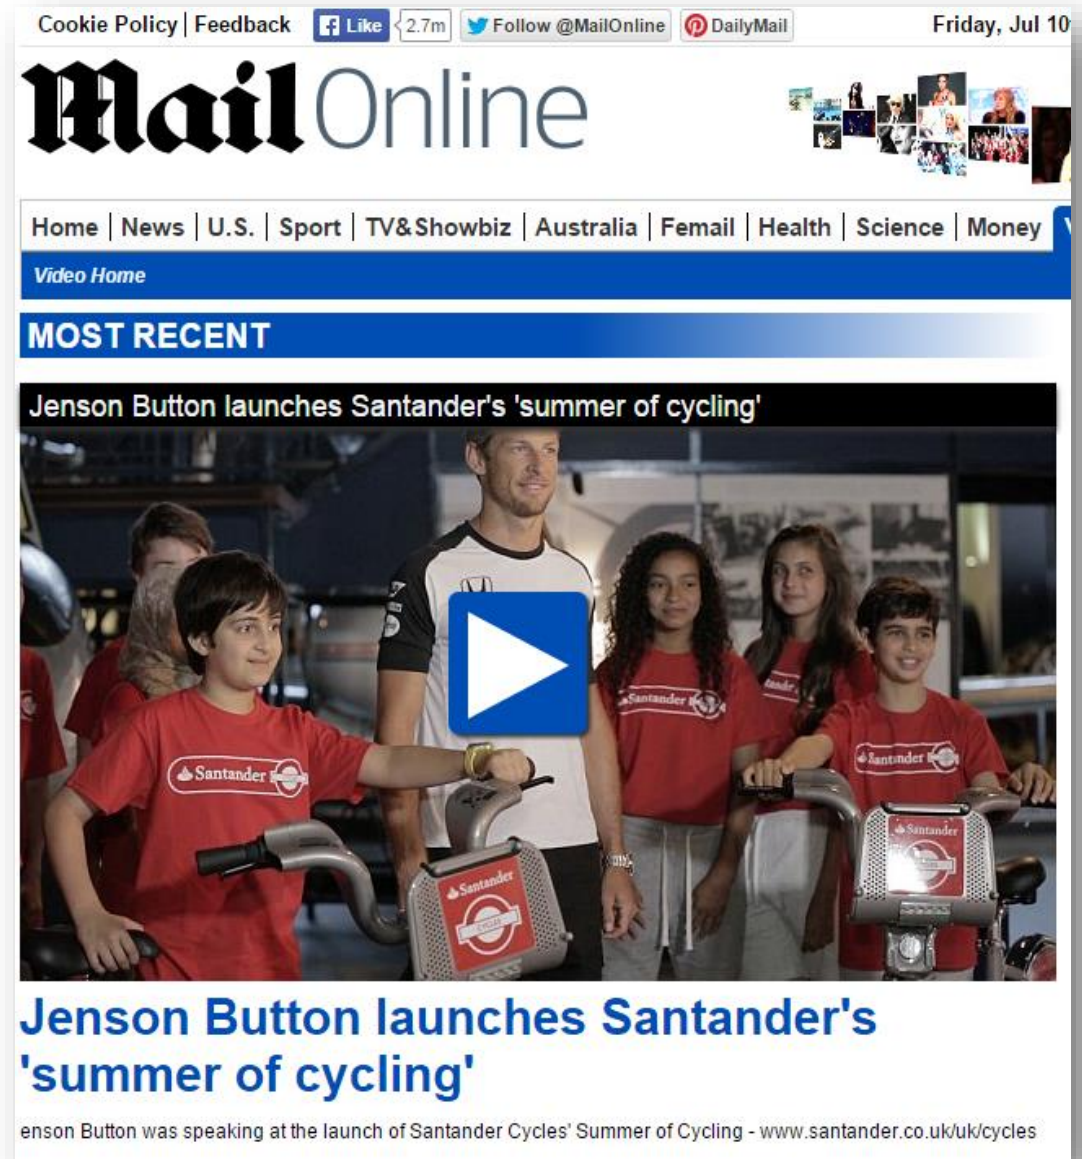 Cookie Policy | Feedback Like 2.7m Follow @MailOnline DailyMail Friday, Jul 10
Mail Online
Home | News | U.S. | Sport | TV&Showbiz | Australia | Femail | Health | Science | Money
Video Home
MOST RECENT
Jenson Button launches Santander's 'summer of cycling'
Santander
Santander
Santander
Santander
Santander
CYCLES
Jenson Button launches Santander's
'summer of cycling'
enson Button was speaking at the launch of Santander Cycles' Summer of Cycling - www.santander.co.uk/uk/cycles